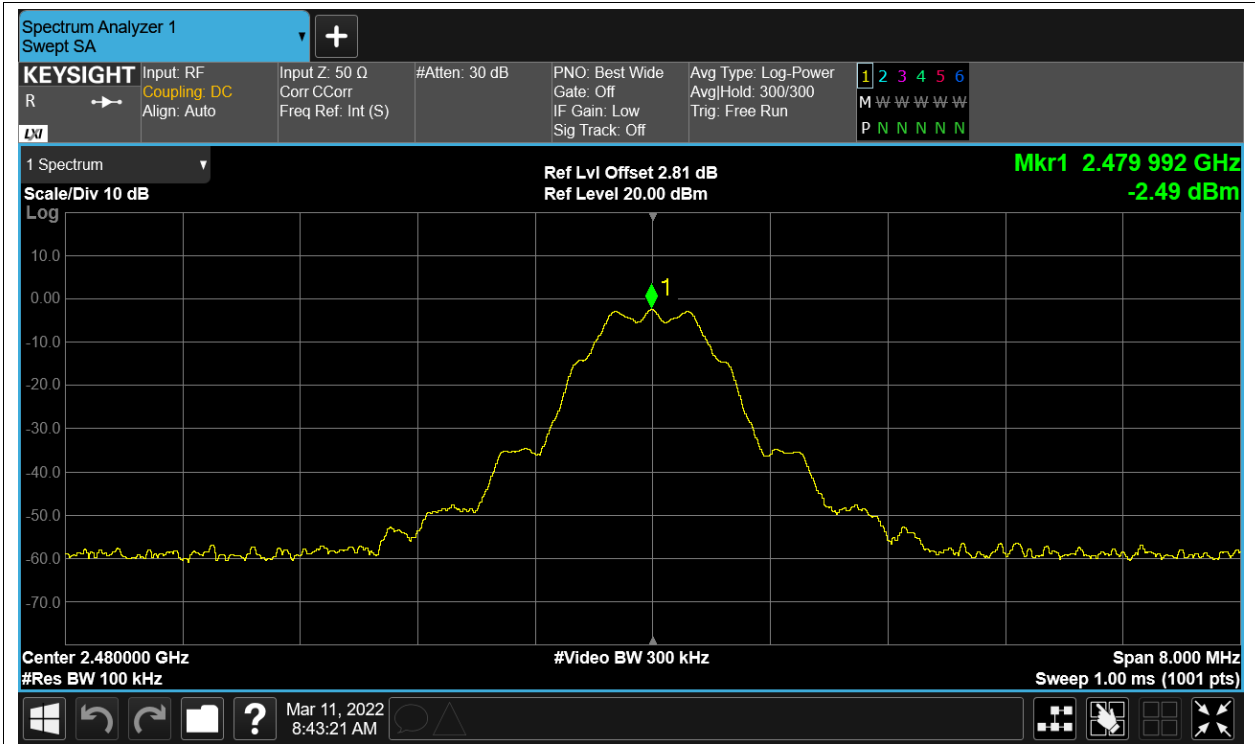 Spectrum Analyzer 1
Swept SA
KEYSIGHT
R
LXI
Input: RF
Coupling: DC
Align: Auto
Input Z: 50 Ω
Corr CCorr
Freq Ref: Int (S)
#Atten: 30 dB
PNO: Best Wide
Gate: Off
IF Gain: Low
Sig Track: Off
Avg Type: Log-Power
Avg|Hold: 300/300
Trig: Free Run
1 2 3 4 5 6
M W W W W W
P N N N N N
1 Spectrum
Scale/Div 10 dB
Ref Lvl Offset 2.81 dB
Ref Level 20.00 dBm
Mkr1 2.479 992 GHz
-2.49 dBm
Log
1
10.0
0.00
-10.0
-20.0
-30.0
-40.0
-50.0
-60.0
-70.0
Center 2.480000 GHz
#Video BW 300 kHz
Span 8.000 MHz
#Res BW 100 kHz
Sweep 1.00 ms (1001 pts)
?
Mar 11, 2022
8:43:21 AM